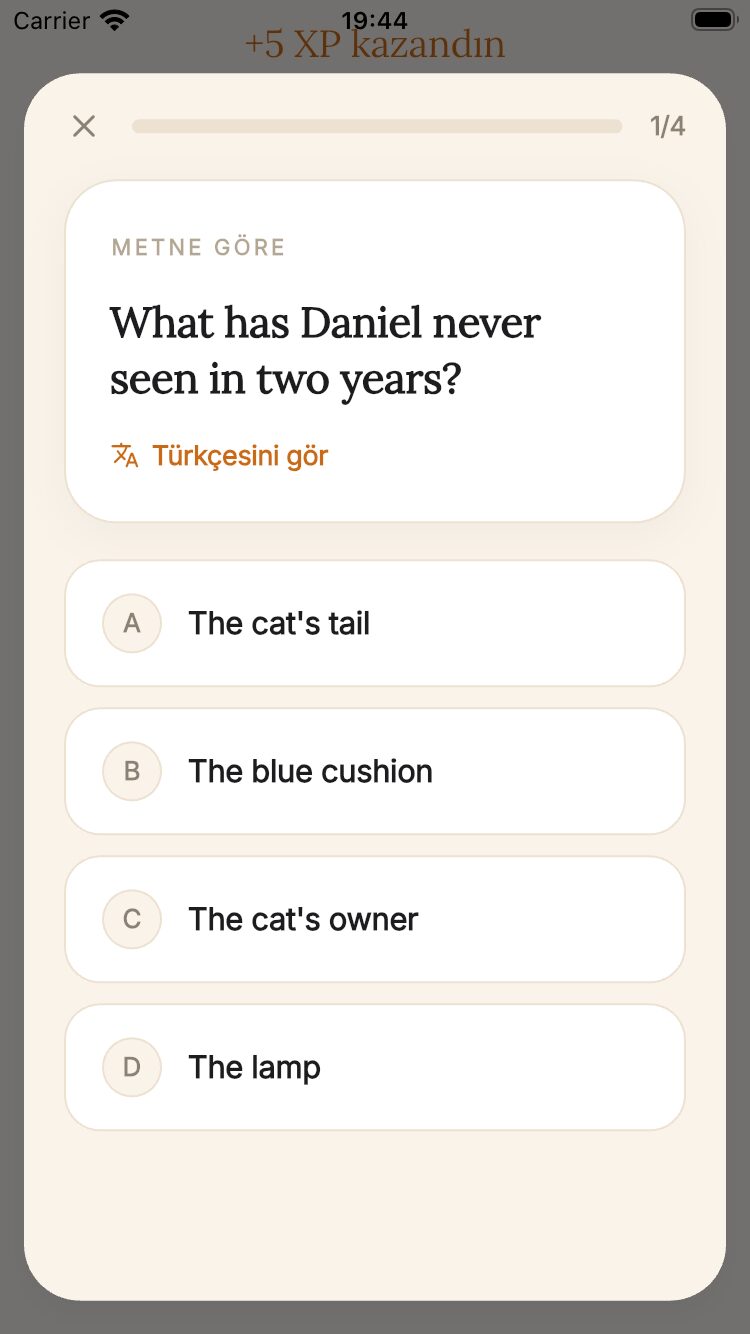 Carrier 19:44
+5 XP kazandın
1/4
METNE GÖRE
What has Daniel never
seen in two years?
Türkçesini gör
A The cat's tail
B The blue cushion
C The cat's owner
D The lamp